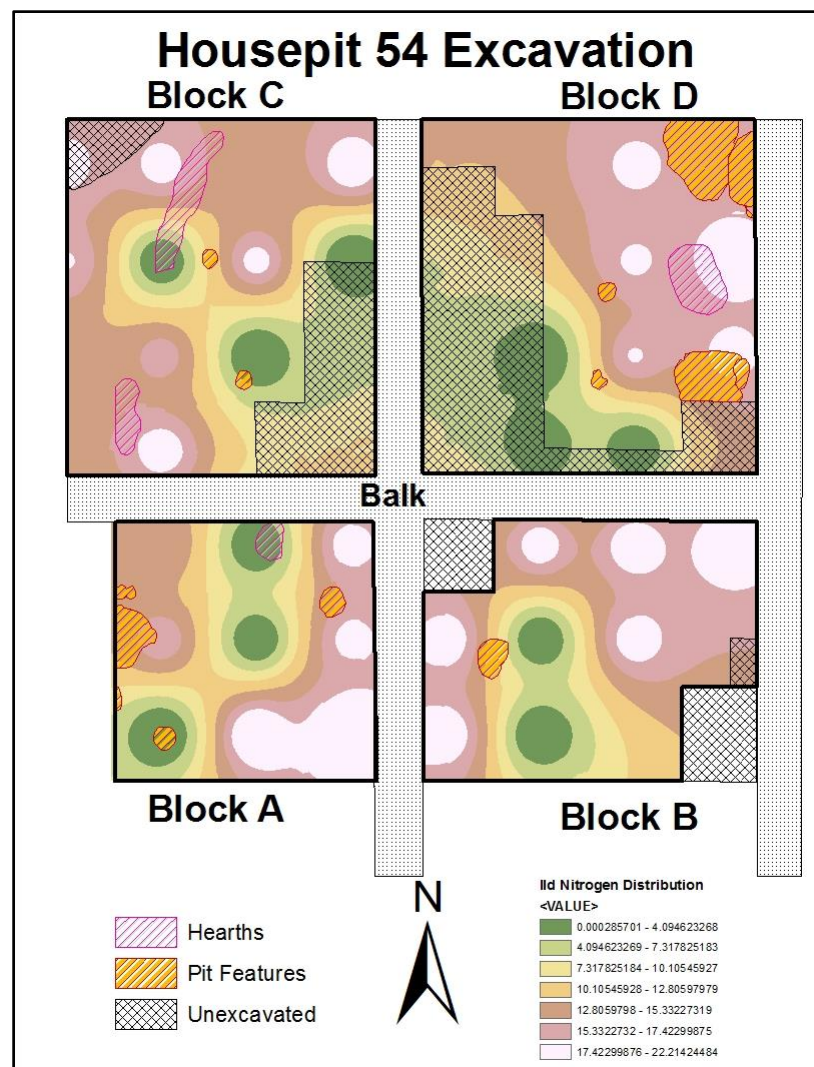 Housepit 54 Excavation
Block C
Block D
Balk
Block A
Block B
N
Hearths
Pit Features
Unexcavated
IId Nitrogen Distribution
<VALUE>
0.000285701 - 4.094623268
4.094623269 - 7.317825183
7.317825184 - 10.10545927
10.10545928 - 12.80597979
12.8059798 - 15.33227319
15.3322732 - 17.42299875
17.42299876 - 22.21424484